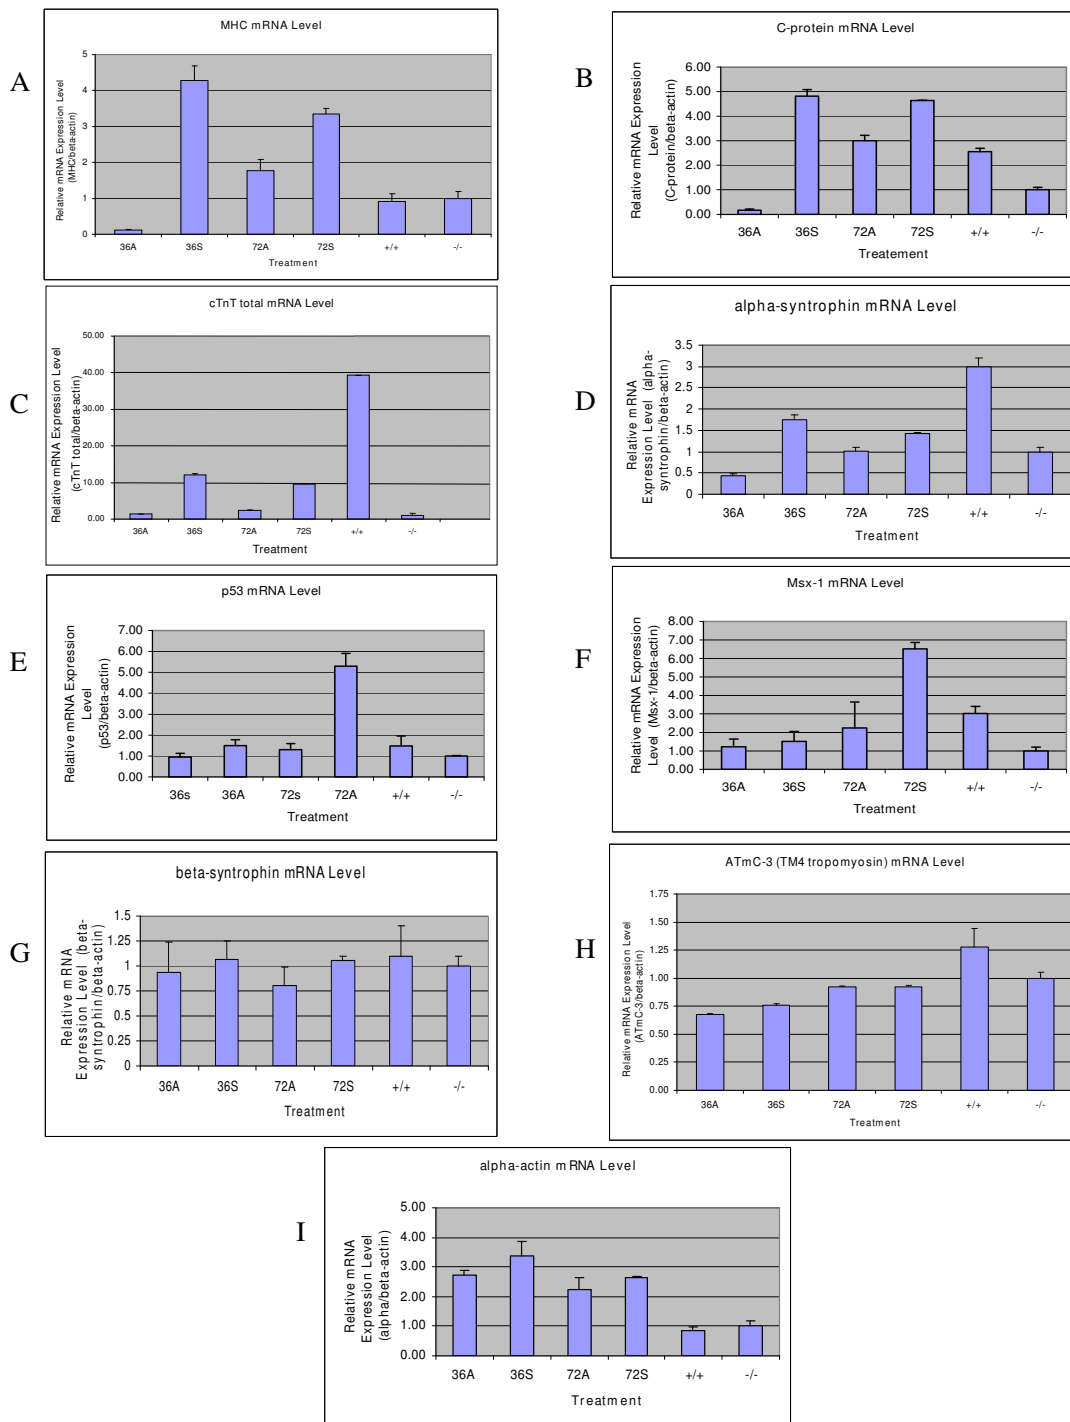 A
MHC mRNA Level
Relative mRNA Expression Level
(MHC/beta-actin)
5
4
3
2
1
0
36A 36S 72A 72S +/+ -/-
Treatment
B
C-protein mRNA Level
Relative mRNA Expression
Level
(C-protein/beta-actin)
6.00
5.00
4.00
3.00
2.00
1.00
0.00
36A 36S 72A 72S +/+ -/-
Treatement
C
cTnT total mRNA Level
Relative mRNA Expression Level
(cTnT total/beta-actin)
50.00
40.00
30.00
20.00
10.00
0.00
36A 36S 72A 72S +/+ -/-
Treatment
D
alpha-syntrophin mRNA Level
Relative mRNA
Expression Level (alpha-
syntrophin/beta-actin)
3.5
3
2.5
2
1.5
1
0.5
0
36A 36S 72A 72S +/+ -/-
Treatment
E
p53 mRNA Level
Relative mRNA Expression
Level
(p53/beta-actin)
7.00
6.00
5.00
4.00
3.00
2.00
1.00
0.00
36s 36A 72s 72A +/+ -/-
Treatment
F
Msx-1 mRNA Level
Relative mRNA Expression
Level (Msx-1/beta-actin)
8.00
7.00
6.00
5.00
4.00
3.00
2.00
1.00
0.00
36A 36S 72A 72S +/+ -/-
Treatment
G
beta-syntrophin mRNA Level
Relative mRNA
Expression Level (beta-
syntrophin/beta-actin)
1.5
1.25
1
0.75
0.5
0.25
0
36A 36S 72A 72S +/+ -/-
Treatment
H
ATmC-3 (TM4 tropomyosin) mRNA Level
Relative mRNA Expression Level
(ATmC-3/beta-actin)
1.75
1.50
1.25
1.00
0.75
0.50
0.25
0.00
36A 36S 72A 72S +/+ -/-
Treatment
I
alpha-actin mRNA Level
Relative mRNA
Expression Level
(alpha/beta-actin)
5.00
4.00
3.00
2.00
1.00
0.00
36A 36S 72A 72S +/+ -/-
Treatment